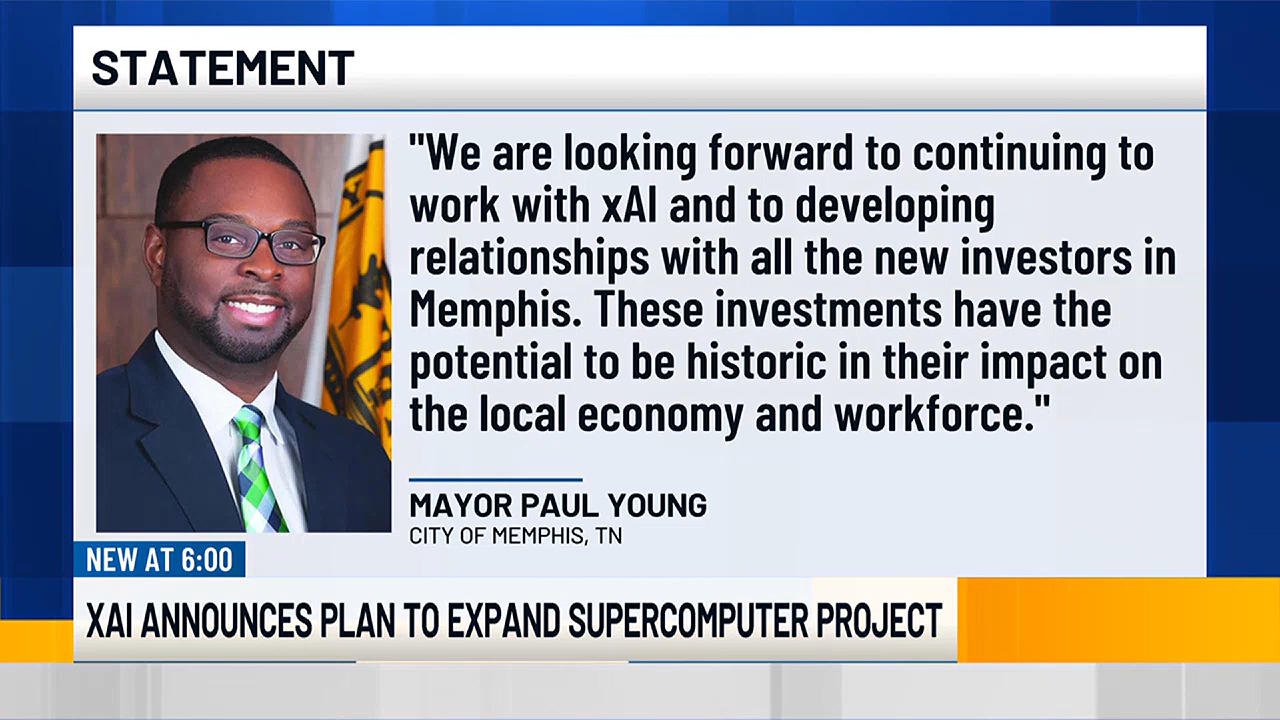 STATEMENT
"We are looking forward to continuing to
work with xAI and to developing
relationships with all the new investors in
Memphis. These investments have the
potential to be historic in their impact on
the local economy and workforce."
MAYOR PAUL YOUNG
CITY OF MEMPHIS, TN
NEW AT 6:00
XAI ANNOUNCES PLAN TO EXPAND SUPERCOMPUTER PROJECT